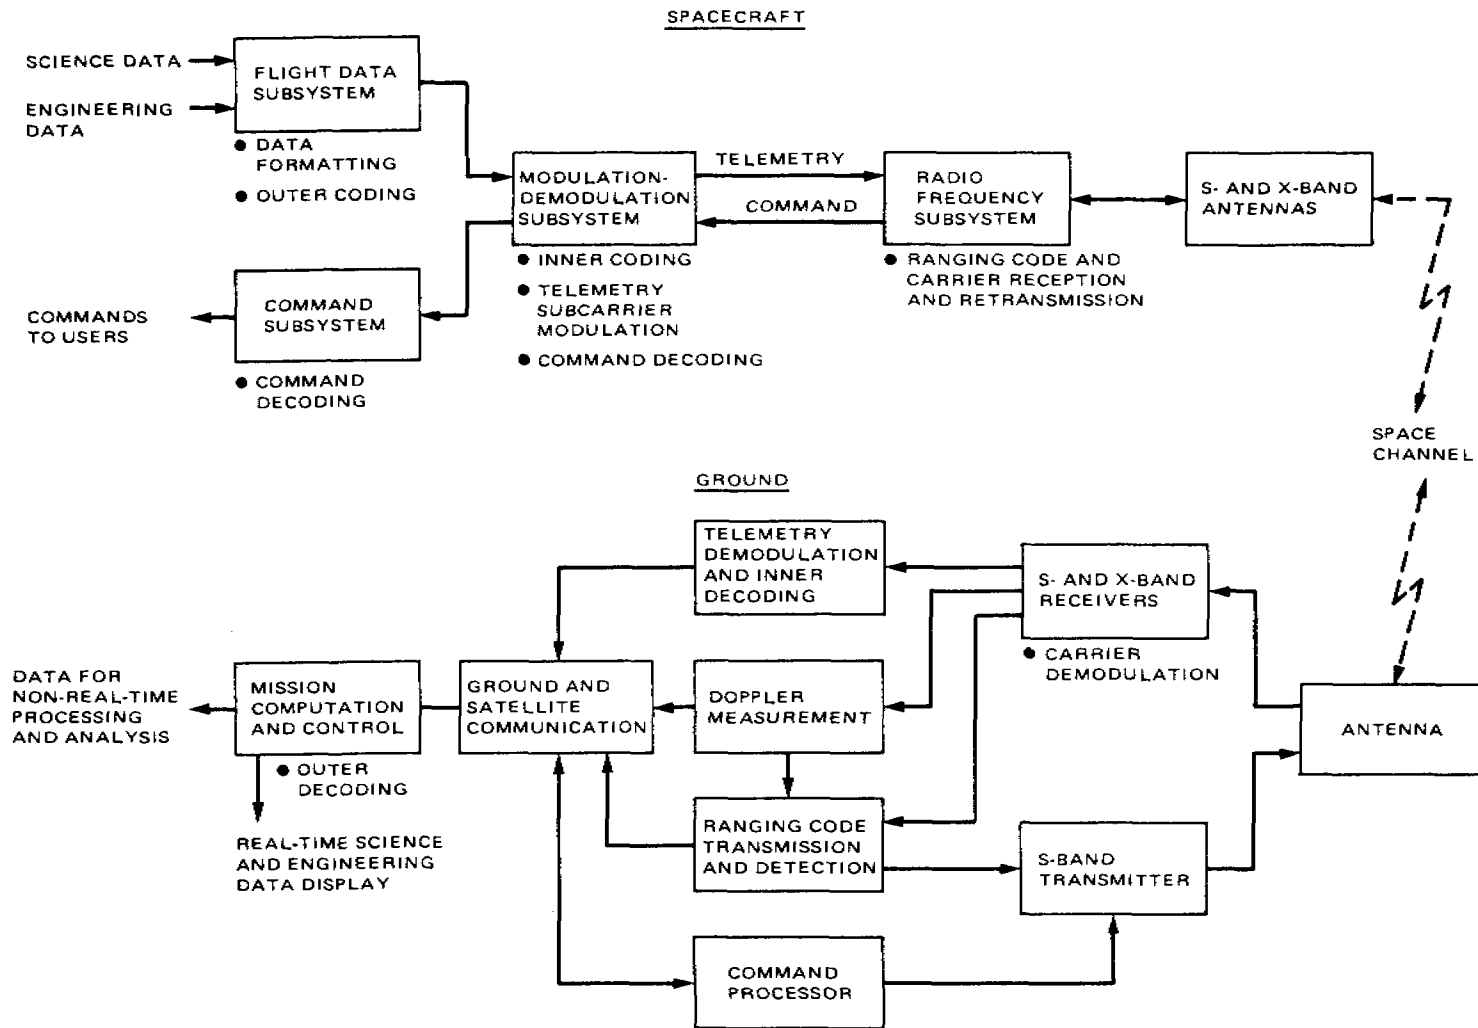 SPACECRAFT
SCIENCE DATA
ENGINEERING
DATA
FLIGHT DATA
SUBSYSTEM
● DATA
FORMATTING
● OUTER CODING
MODULATION-
DEMODULATION
SUBSYSTEM
TELEMETRY
COMMAND
RADIO
FREQUENCY
SUBSYSTEM
S- AND X-BAND
ANTENNAS
● INNER CODING
● TELEMETRY
SUBCARRIER
MODULATION
● COMMAND DECODING
● RANGING CODE AND
CARRIER RECEPTION
AND RETRANSMISSION
COMMANDS
TO USERS
COMMAND
SUBSYSTEM
● COMMAND
DECODING
SPACE
CHANNEL
GROUND
TELEMETRY
DEMODULATION
AND INNER
DECODING
S- AND X-BAND
RECEIVERS
● CARRIER
DEMODULATION
DATA FOR
NON-REAL-TIME
PROCESSING
AND ANALYSIS
MISSION
COMPUTATION
AND CONTROL
● OUTER
DECODING
GROUND AND
SATELLITE
COMMUNICATION
DOPPLER
MEASUREMENT
ANTENNA
REAL-TIME SCIENCE
AND ENGINEERING
DATA DISPLAY
RANGING CODE
TRANSMISSION
AND DETECTION
S-BAND
TRANSMITTER
COMMAND
PROCESSOR